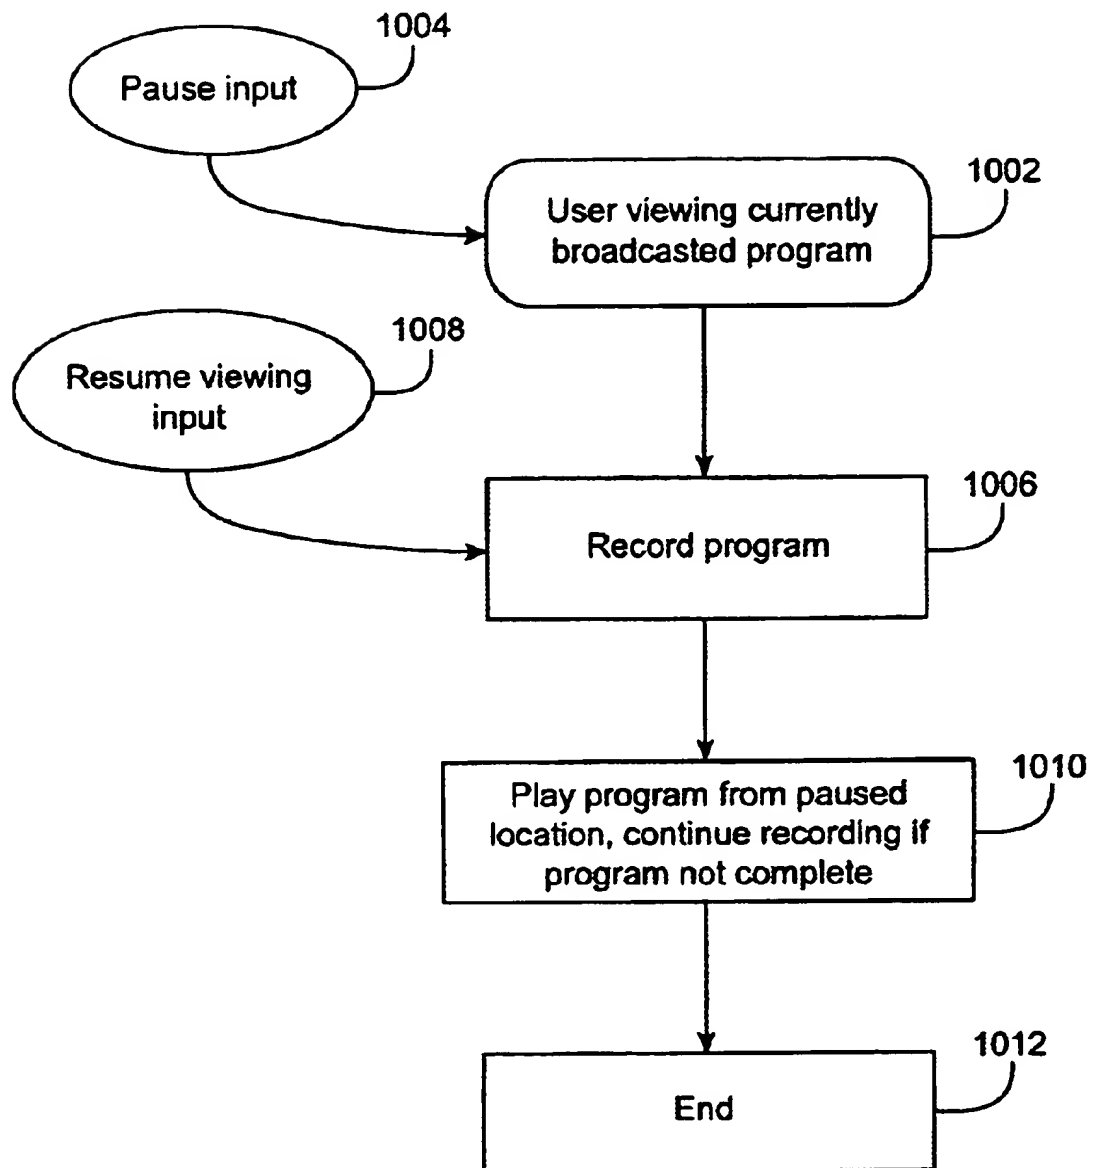 1004
Pause input
1002
User viewing currently
broadcasted program
1008
Resume viewing
input
1006
Record program
1010
Play program from paused
location, continue recording if
program not complete
1012
End